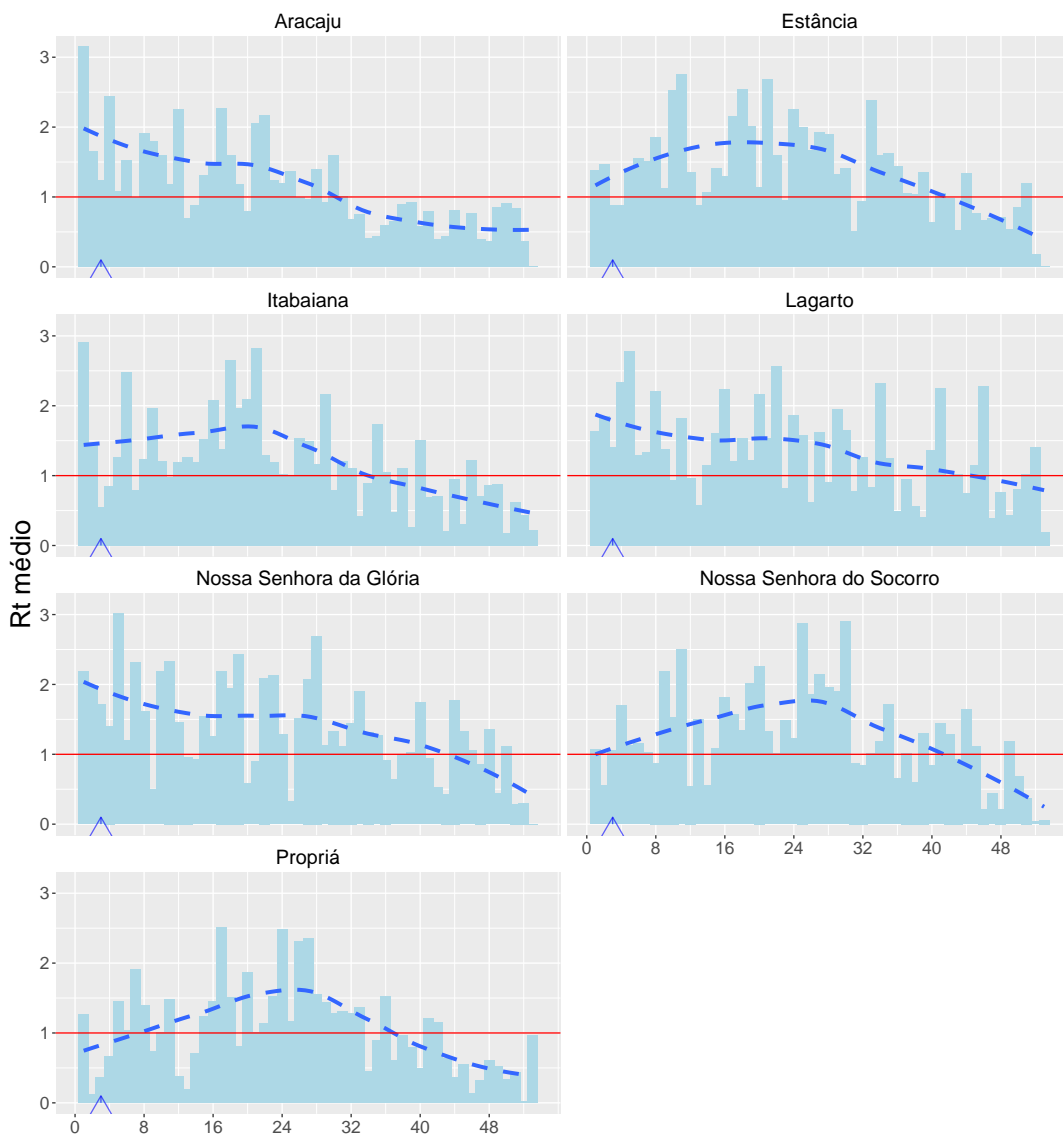 Aracaju Estância
3 2 1 0
Itabaiana Lagarto
3 2 1 0
Rt médio
Nossa Senhora da Glória Nossa Senhora do Socorro
3 2 1 0
0 8 16 24 32 40 48
Propriá
3 2 1 0
0 8 16 24 32 40 48